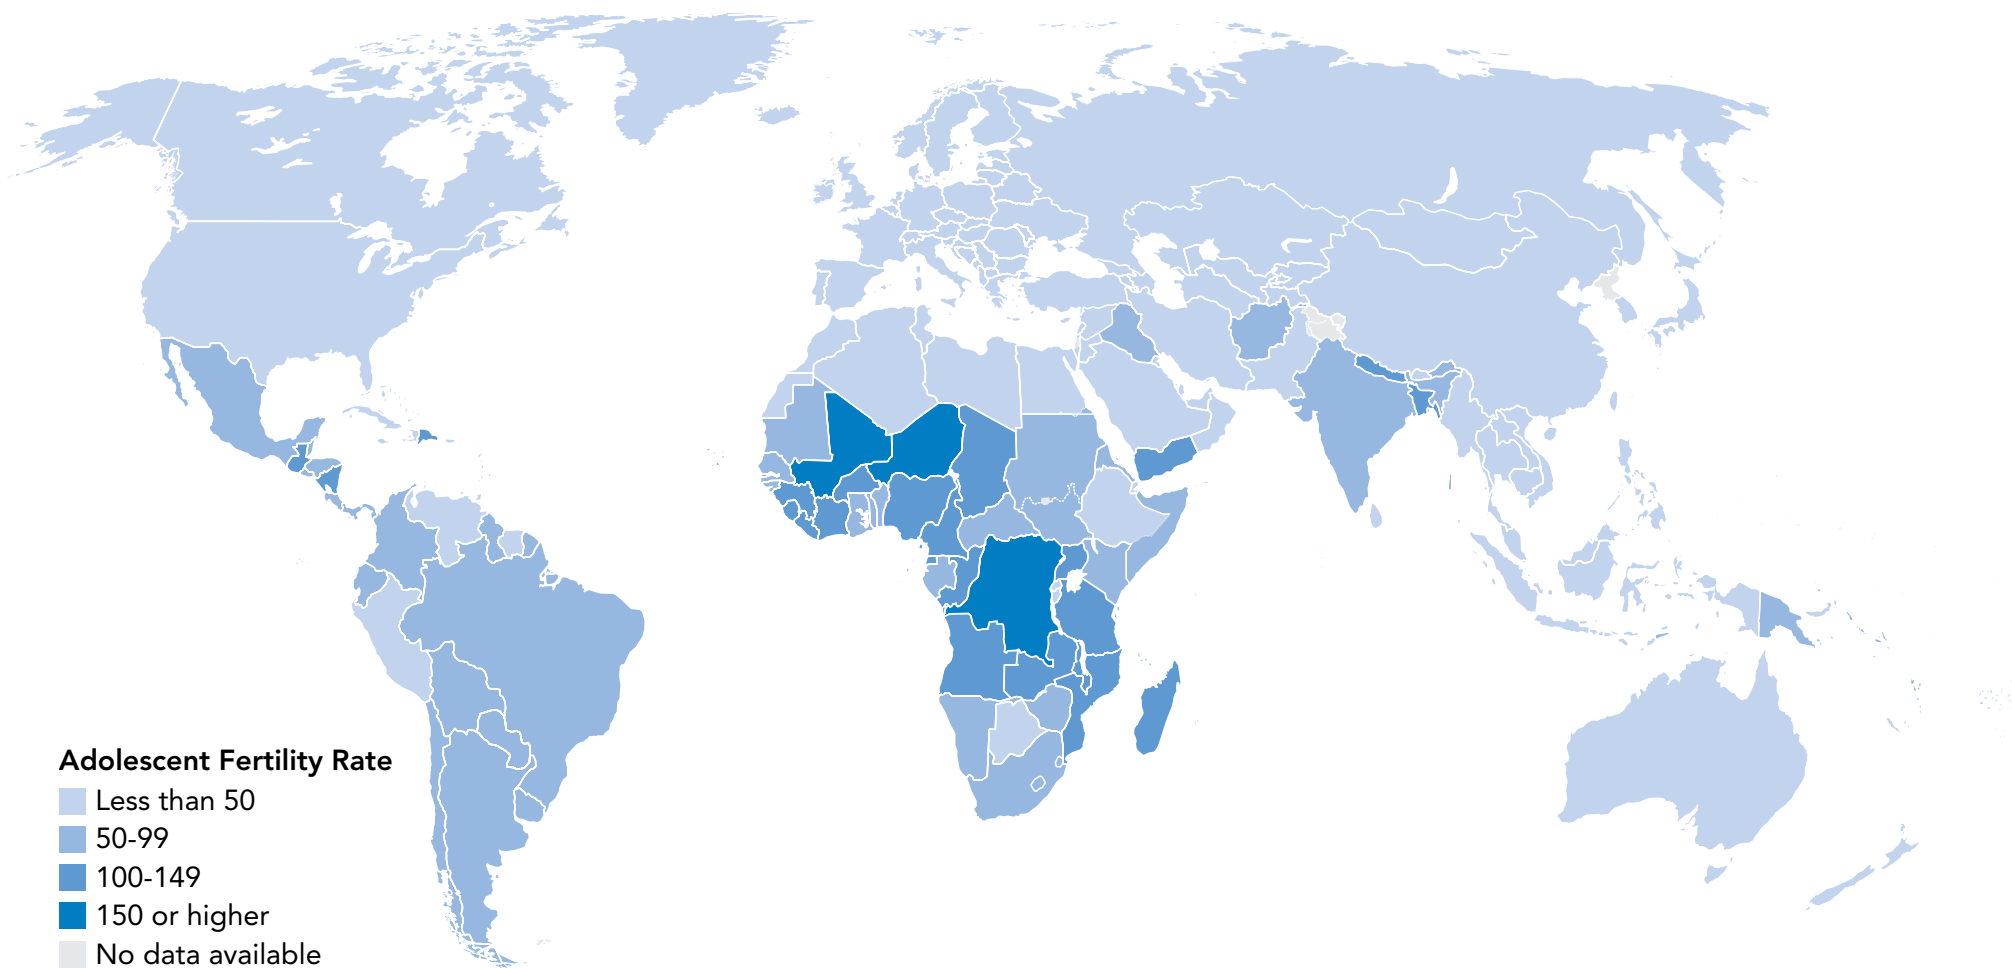 Adolescent Fertility Rate
Less than 50
50-99
100-149
150 or higher
No data available